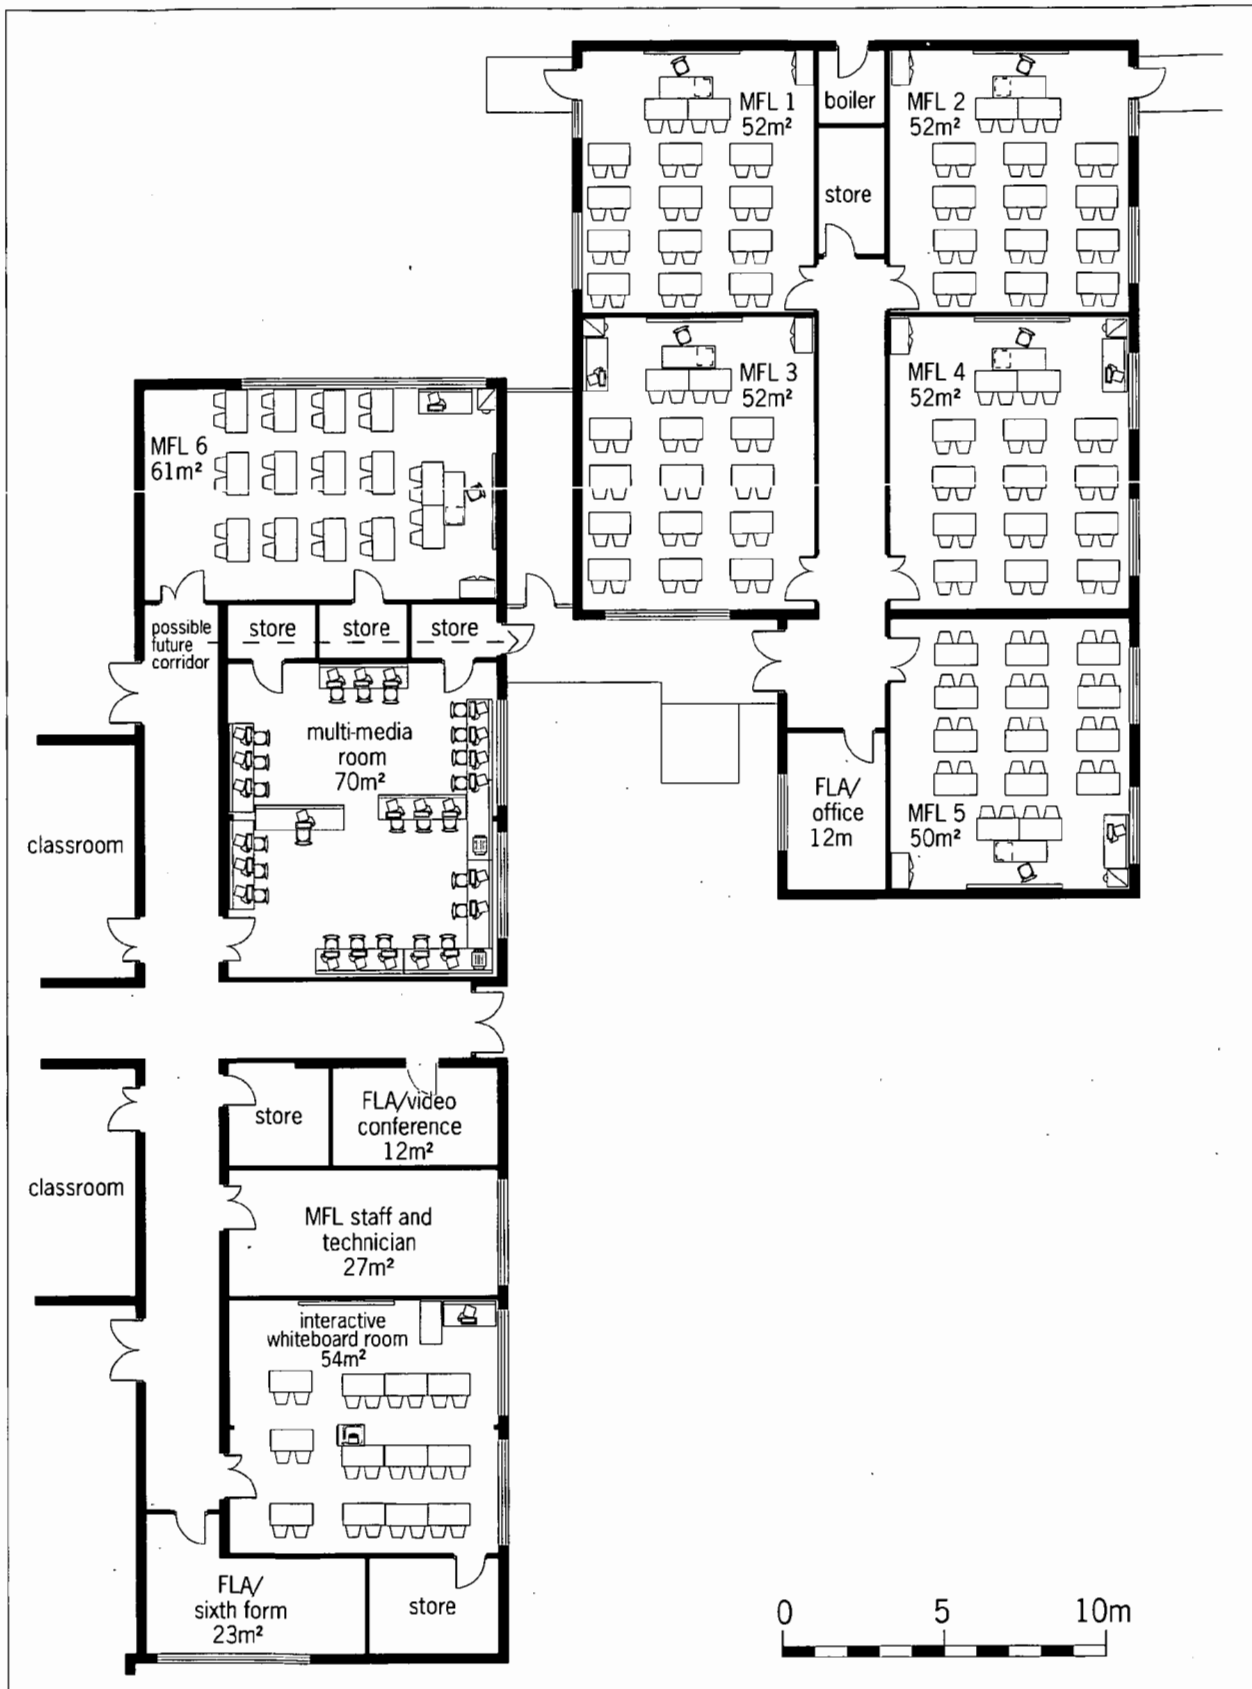 MFL 1
52m²
boiler
MFL 2
52m²
store
MFL 3
52m²
MFL 4
52m²
MFL 6
61m²
possible
future
corridor
store
store
store
multi-media
room
70m²
FLA/
office
12m
MFL 5
50m²
classroom
store
FLA/video
conference
12m²
classroom
MFL staff and
technician
27m²
interactive
whiteboard room
54m²
FLA/
sixth form
23m²
store
0 5 10m